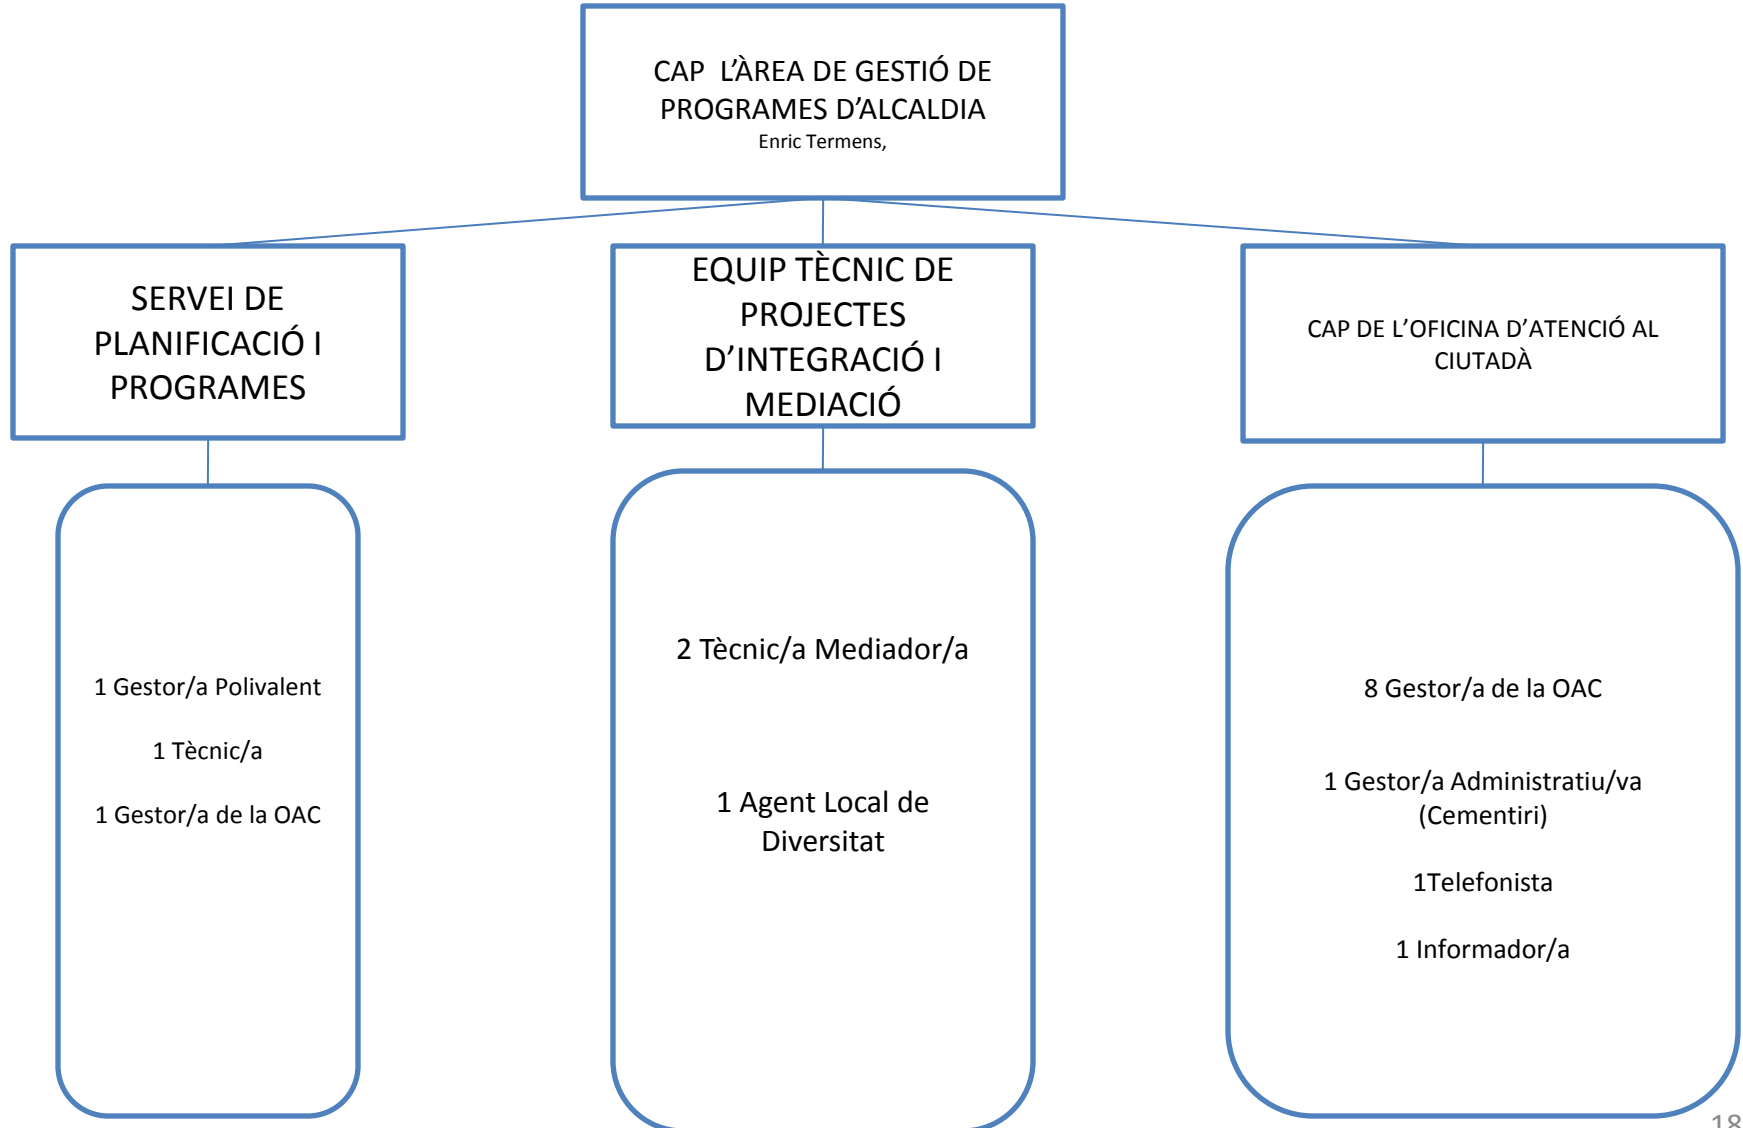 CAP L'ÀREA DE GESTIÓ DE
PROGRAMES D'ALCALDIA
Enric Termens,
SERVEI DE
PLANIFICACIÓ I
PROGRAMES
EQUIP TÈCNIC DE
PROJECTES
D'INTEGRACIÓ I
MEDIACIÓ
CAP DE L'OFICINA D'ATENCIÓ AL
CIUTADÀ
1 Gestor/a Polivalent
1 Tècnic/a
1 Gestor/a de la OAC
2 Tècnic/a Mediador/a
1 Agent Local de
Diversitat
8 Gestor/a de la OAC
1 Gestor/a Administratiu/va
(Cementiri)
1Telefonista
1 Informador/a
18